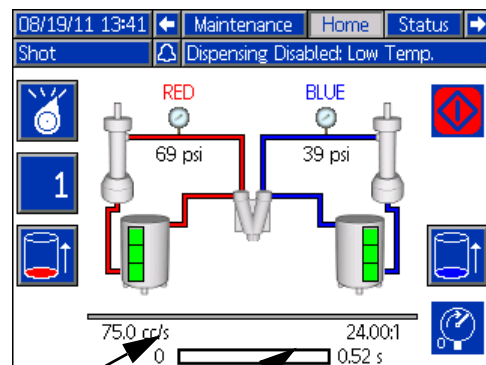 08/19/11 13:41 Maintenance Home Status
Shot Dispensing Disabled: Low Temp.
RED BLUE
69 psi 39 psi
1
75.0 cc/s 24.00:1
0 0.52 s
0